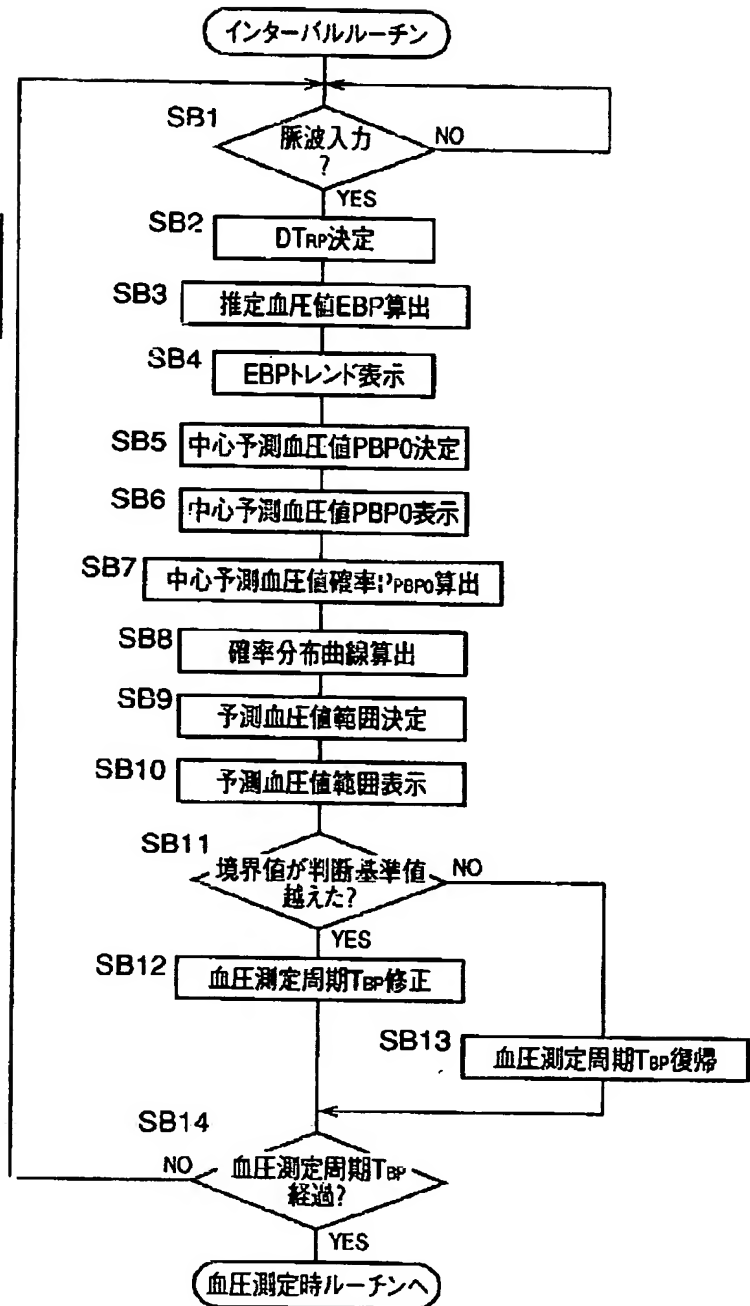 インターバルルーチン
SB1
脈波入力
?
NO
YES
SB2
DTRP決定
SB3
推定血圧値EBP算出
SB4
EBPトレンド表示
SB5
中心予測血圧値PBP0決定
SB6
中心予測血圧値PBP0表示
SB7
中心予測血圧値確率PPBP0算出
SB8
確率分布曲線算出
SB9
予測血圧値範囲決定
SB10
予測血圧値範囲表示
SB11
境界値が判断基準値
越えた?
NO
YES
SB12
血圧測定周期TBP修正
SB13
血圧測定周期TBP復帰
SB14
NO
血圧測定周期TBP
経過?
YES
血圧測定時ルーチンへ